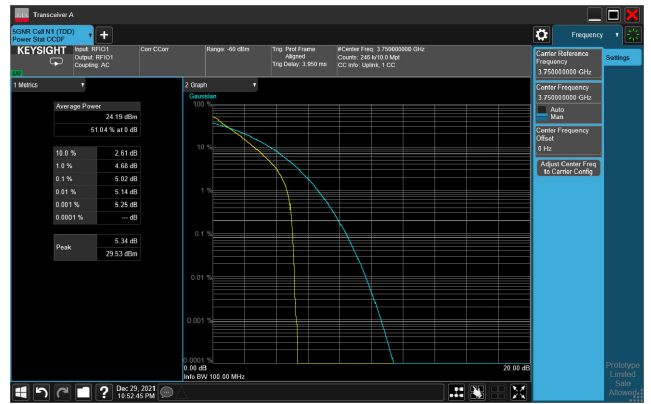 Transceiver A
5GNR Cell N1 (TDD)
Power Stat CCDF
Frequency
KEYSIGHT
Input: RFIO1
Output: RFIO1
Coupling: AC
Corr CCorr
Range: -60 dBm
Trig: Prot Frame
Aligned
Trig Delay: 3.950 ms
#Center Freq: 3.750000000 GHz
Counts: 246 k/10.0 Mpt
CC Info: Uplink, 1 CC
1 Metrics
Average Power
24.19 dBm
51.04 % at 0 dB
10.0 % 2.61 dB
1.0 % 4.68 dB
0.1 % 5.02 dB
0.01 % 5.14 dB
0.001 % 5.25 dB
0.0001 % --- dB
Peak
5.34 dB
29.53 dBm
2 Graph
Gaussian
100 %
10 %
1 %
0.1 %
0.01 %
0.001 %
0.0001 %
0.00 dB
20.00 dB
Info BW 100.00 MHz
Carrier Reference
Frequency
3.750000000 GHz
Center Frequency
3.750000000 GHz
Auto
Man
Center Frequency
Offset
0 Hz
Adjust Center Freq
to Carrier Config
Settings
Prototype
Limited
Sale
Allowed
Dec 29, 2021
10:52:45 PM